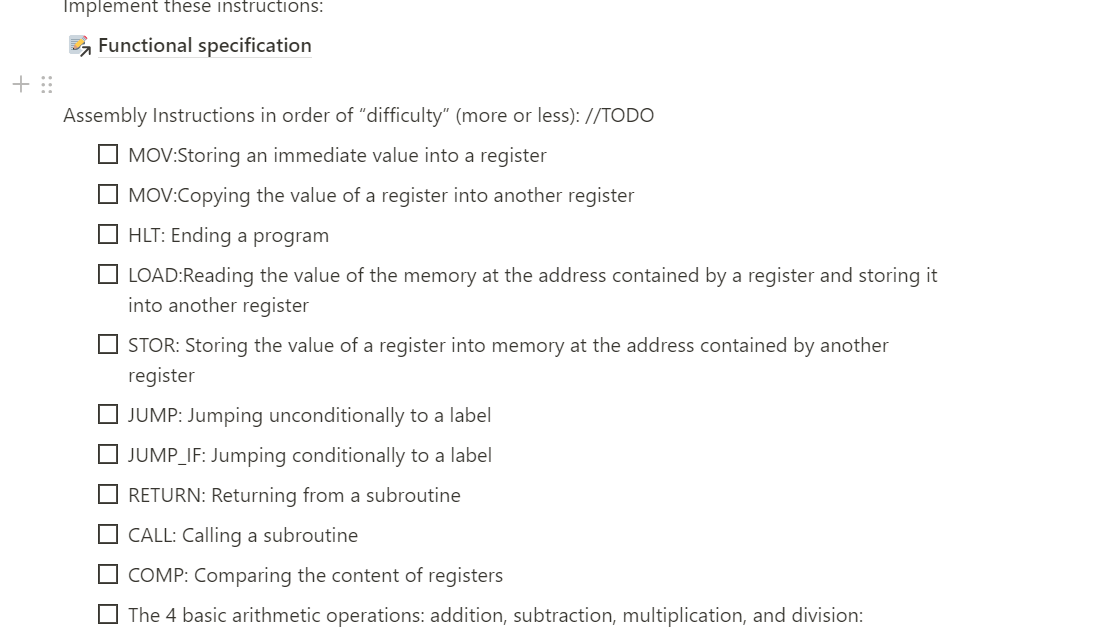 Implement these instructions:
Functional specification
Assembly Instructions in order of “difficulty” (more or less): //TODO
MOV:Storing an immediate value into a register
MOV:Copying the value of a register into another register
HLT: Ending a program
LOAD:Reading the value of the memory at the address contained by a register and storing it
into another register
STOR: Storing the value of a register into memory at the address contained by another
register
JUMP: Jumping unconditionally to a label
JUMP_IF: Jumping conditionally to a label
RETURN: Returning from a subroutine
CALL: Calling a subroutine
COMP: Comparing the content of registers
The 4 basic arithmetic operations: addition, subtraction, multiplication, and division: